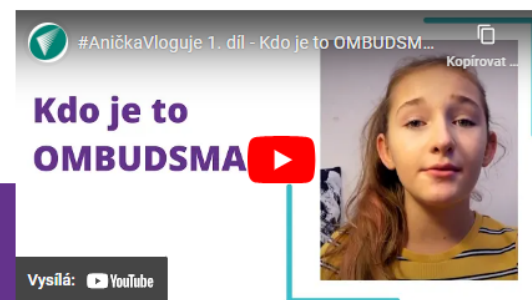 #AničkaVloguje 1. díl - Kdo je to OMBUDSM…
Kopírovat ...
Kdo je to
OMBUDSMA
Vysílá: YouTube